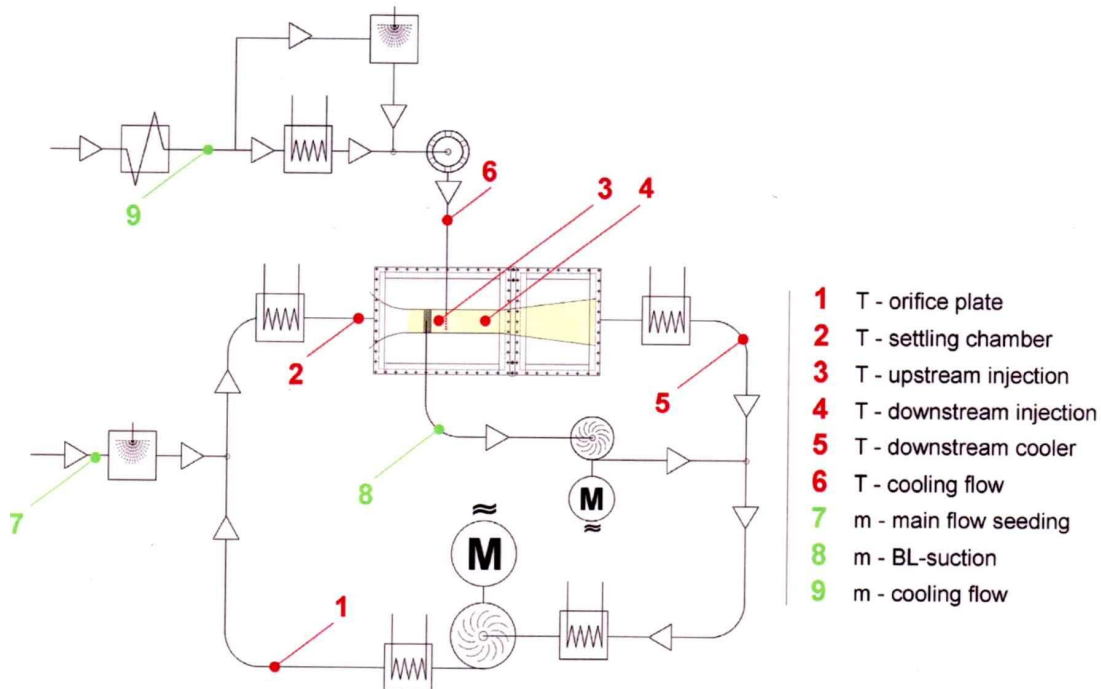 9
6
3
4
2
5
7
8
M
≈
≈
M
1
1 T - orifice plate
2 T - settling chamber
3 T - upstream injection
4 T - downstream injection
5 T - downstream cooler
6 T - cooling flow
7 m - main flow seeding
8 m - BL-suction
9 m - cooling flow